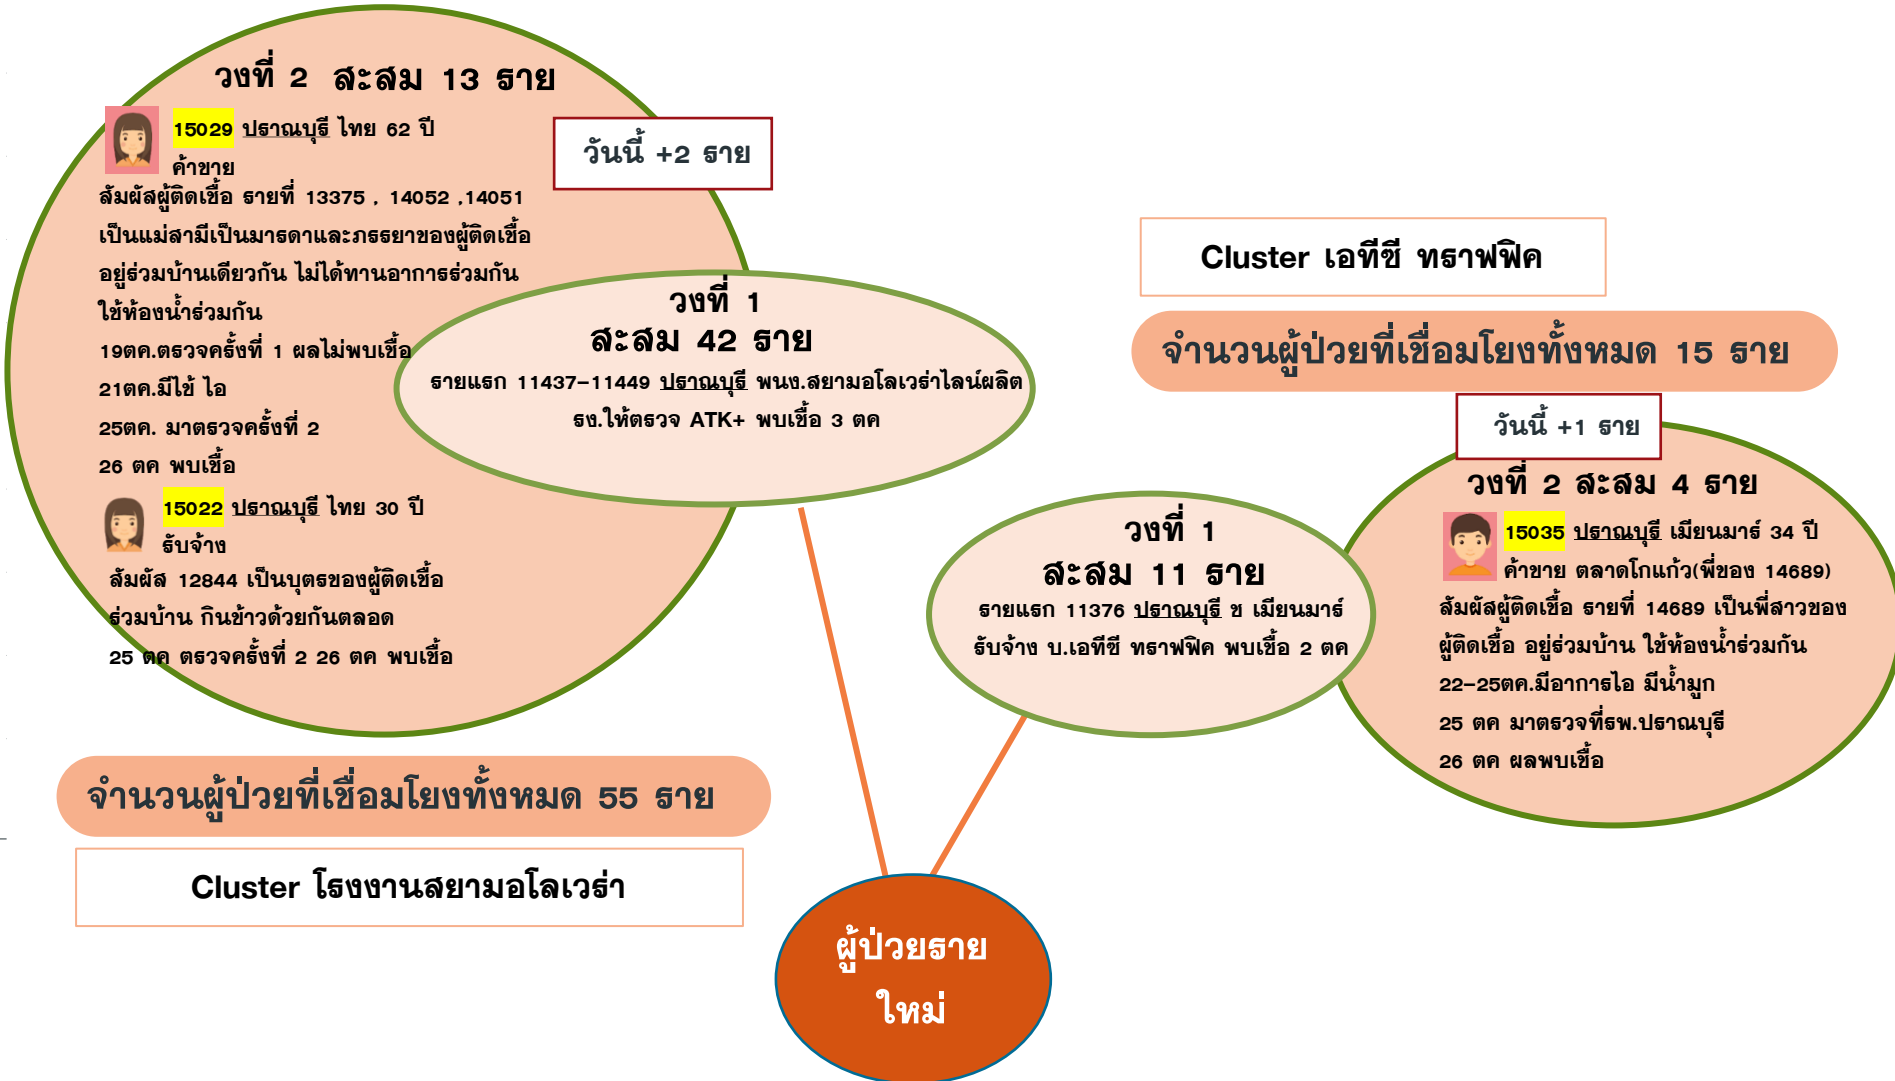 วงที่ 2 สะสม 13 ราย
15029 ปราณบุรี ไทย 62 ปี
ค้าขาย
สัมผัสผู้ติดเชื้อ รายที่ 13375 , 14052 ,14051
เป็นแม่สามีเป็นมารดาและภรรยาของผู้ติดเชื้อ
อยู่ร่วมบ้านเดียวกัน ไม่ได้ทานอาการร่วมกัน
ใช้ห้องน้ำร่วมกัน
19ตค.ตรวจครั้งที่ 1 ผลไม่พบเชื้อ
21ตค.มีไข้ ไอ
25ตค. มาตรวจครั้งที่ 2
26 ตค พบเชื้อ
15022 ปราณบุรี ไทย 30 ปี
รับจ้าง
สัมผัส 12844 เป็นบุตรของผู้ติดเชื้อ
ร่วมบ้าน กินข้าวด้วยกันตลอด
25 ตค ตรวจครั้งที่ 2 26 ตค พบเชื้อ
วันนี้ +2 ราย
วงที่ 1
สะสม 42 ราย
รายแรก 11437-11449 ปราณบุรี พนง.สยามอโลเวร่าไลน์ผลิต
รง.ให้ตรวจ ATK+ พบเชื้อ 3 ตค
จำนวนผู้ป่วยที่เชื่อมโยงทั้งหมด 55 ราย
Cluster โรงงานสยามอโลเวร่า
Cluster เอทีซี ทราฟฟิค
จำนวนผู้ป่วยที่เชื่อมโยงทั้งหมด 15 ราย
วันนี้ +1 ราย
วงที่ 2 สะสม 4 ราย
15035 ปราณบุรี เมียนมาร์ 34 ปี
ค้าขาย ตลาดโกแก้ว(พี่ของ 14689)
สัมผัสผู้ติดเชื้อ รายที่ 14689 เป็นพี่สาวของ
ผู้ติดเชื้อ อยู่ร่วมบ้าน ใช้ห้องน้ำร่วมกัน
22-25ตค.มีอาการไอ มีน้ำมูก
25 ตค มาตรวจที่รพ.ปราณบุรี
26 ตค ผลพบเชื้อ
วงที่ 1
สะสม 11 ราย
รายแรก 11376 ปราณบุรี ช เมียนมาร์
รับจ้าง บ.เอทีซี ทราฟฟิค พบเชื้อ 2 ตค
ผู้ป่วยราย
ใหม่